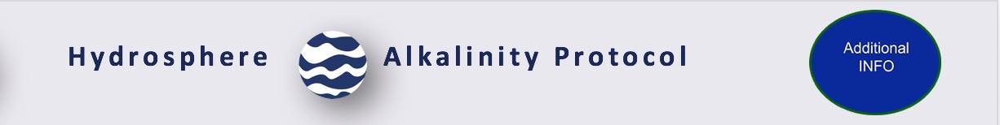 Hydrosphere Alkalinity Protocol
Additional
INFO